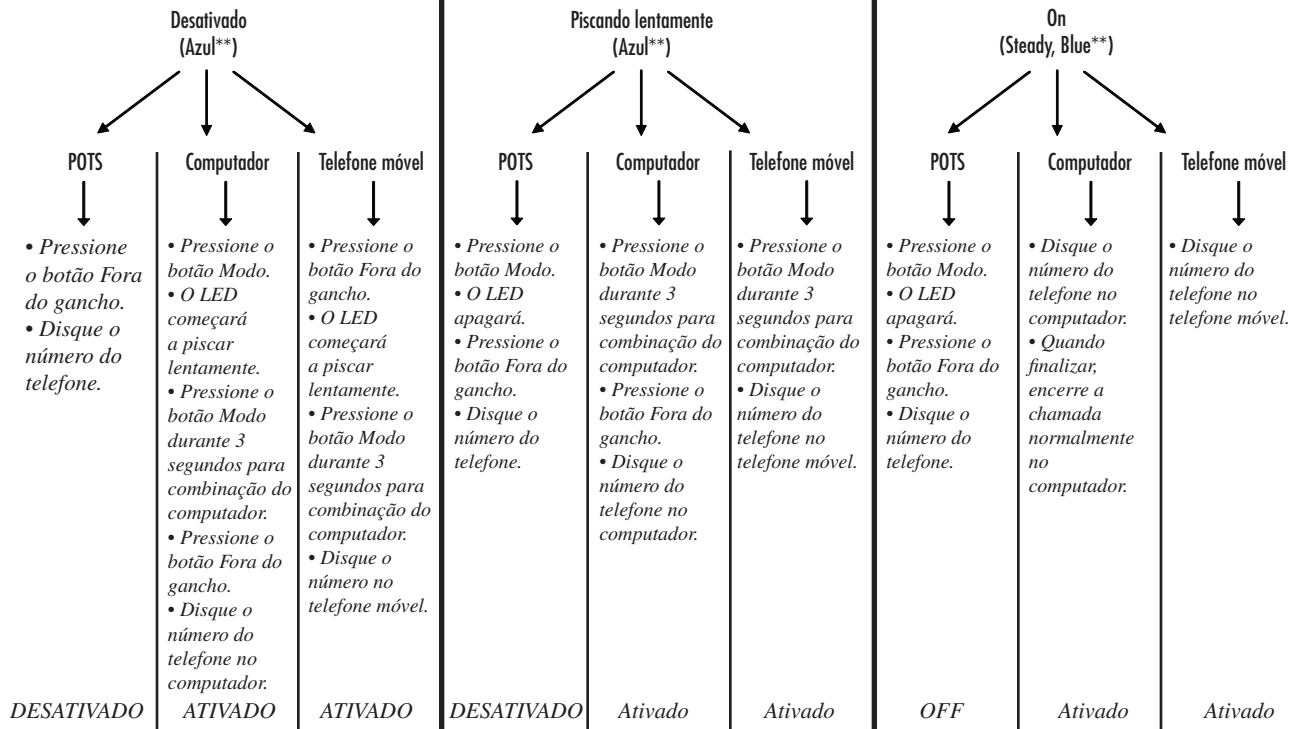 Desativado
(Azul**)
POTS
• Pressione
o botão Fora
do gancho.
• Disque o
número do
telefone.
DESATIVADO
Computador
• Pressione o
botão Modo.
• O LED
começará
a piscar
lentamente.
• Pressione o
botão Modo
durante 3
segundos para
combinação do
computador.
• Pressione o
botão Fora do
gancho.
• Disque o
número do
telefone no
computador.
ATIVADO
Telefone móvel
• Pressione o
botão Fora do
gancho.
• O LED
começará
a piscar
lentamente.
• Pressione o
botão Modo
durante 3
segundos para
combinação do
computador.
• Disque o
número no
telefone móvel.
ATIVADO
Piscando lentamente
(Azul**)
POTS
• Pressione o
botão Modo.
• O LED
apagará.
• Pressione o
botão Fora do
gancho.
• Disque o
número do
telefone.
DESATIVADO
Computador
• Pressione o
botão Modo
durante 3
segundos para
combinação do
computador.
• Pressione o
botão Fora do
gancho.
• Disque o
número do
telefone no
computador.
Ativado
Telefone móvel
• Pressione o
botão Modo
durante 3
segundos para
combinação do
computador.
• Disque o
número do
telefone no
telefone móvel.
Ativado
On
(Steady, Blue**)
POTS
• Pressione o
botão Modo.
• O LED
apagará.
• Pressione o
botão Fora do
gancho.
• Disque o
número do
telefone.
OFF
Computador
• Disque o
número do
telefone no
computador.
• Quando
finalizar,
encerre a
chamada
normalmente
no
computador.
Ativado
Telefone móvel
• Disque o
número do
telefone no
telefone móvel.
Ativado